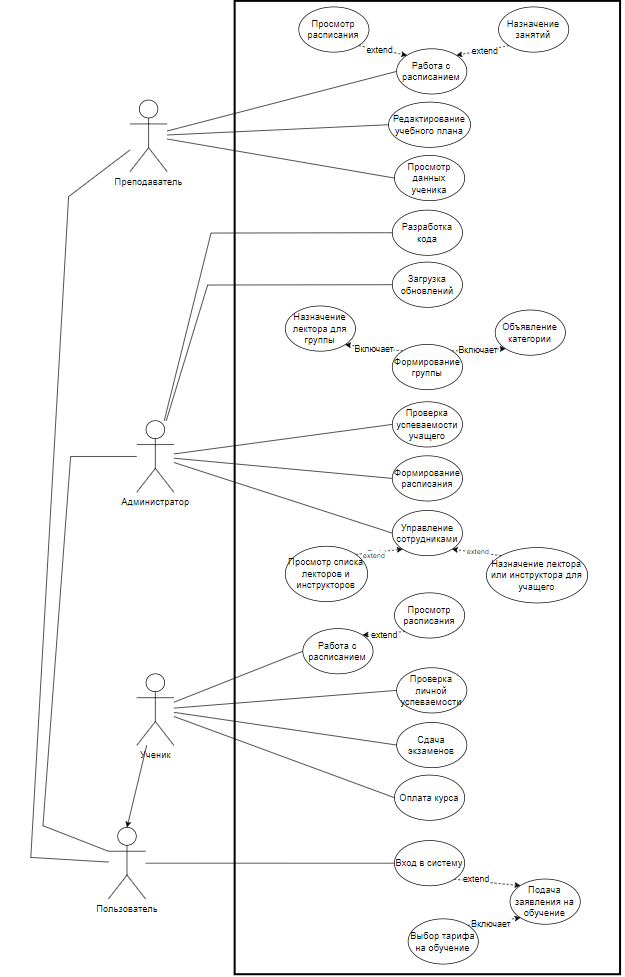 Просмотр
расписания
Назначение
занятий
extend
extend
Работа с
расписанием
Редактирование
учебного плана
Преподаватель
Просмотр
данных
ученика
Разработка
кода
Загрузка
обновлений
Назначение
лектора для
группы
Объявление
категории
Включает
Включает
Формирование
группы
Проверка
успеваемости
учащего
Формирование
расписания
Администратор
Управление
сотрудниками
extend
extend
Просмотр списка
лекторов и
инструкторов
Назначение лектора
или инструктора для
учащего
Просмотр
расписания
extend
Работа с
расписанием
Проверка
личной
успеваемости
Сдача
экзаменов
Ученик
Оплата курса
Вход в систему
extend
Подача
заявления на
обучение
Пользователь
Включает
Выбор тарифа
на обучение